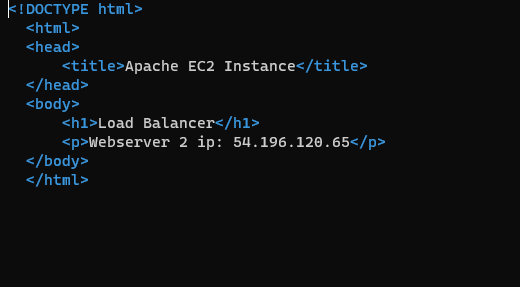 <!DOCTYPE html>
<html>
<head>
<title>Apache EC2 Instance</title>
</head>
<body>
<h1>Load Balancer</h1>
<p>Webserver 2 ip: 54.196.120.65</p>
</body>
</html>